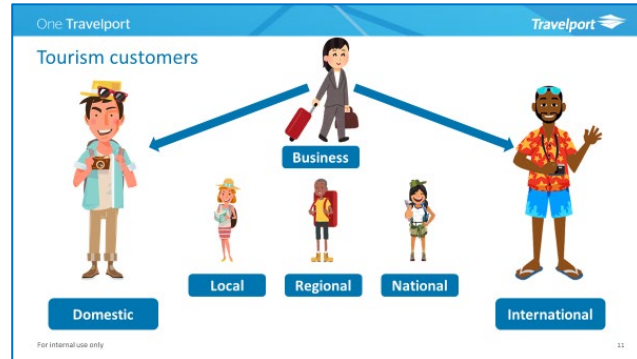 One Travelport
Travelport
Tourism customers
Business
Local
Regional
National
Domestic
International
For internal use only
11